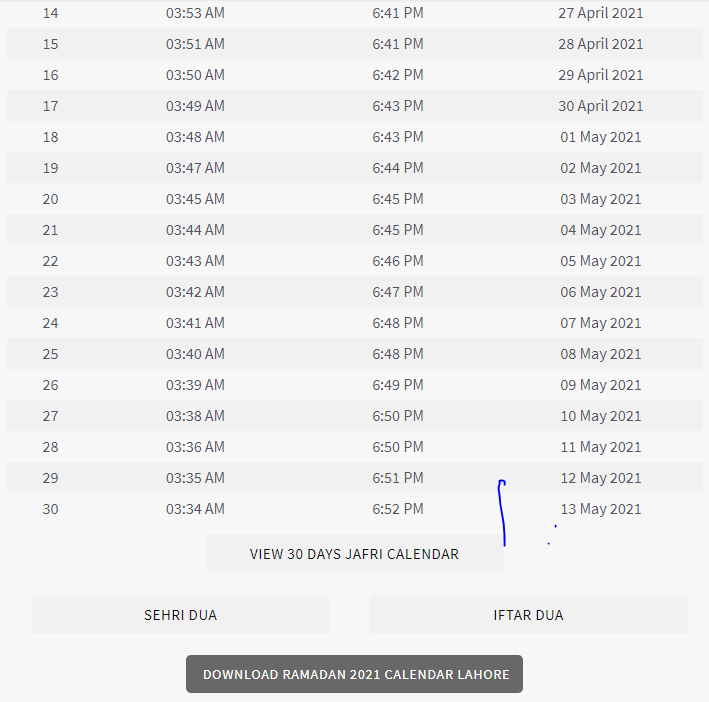 14 03:53 AM 6:41 PM 27 April 2021
15 03:51 AM 6:41 PM 28 April 2021
16 03:50 AM 6:42 PM 29 April 2021
17 03:49 AM 6:43 PM 30 April 2021
18 03:48 AM 6:43 PM 01 May 2021
19 03:47 AM 6:44 PM 02 May 2021
20 03:45 AM 6:45 PM 03 May 2021
21 03:44 AM 6:45 PM 04 May 2021
22 03:43 AM 6:46 PM 05 May 2021
23 03:42 AM 6:47 PM 06 May 2021
24 03:41 AM 6:48 PM 07 May 2021
25 03:40 AM 6:48 PM 08 May 2021
26 03:39 AM 6:49 PM 09 May 2021
27 03:38 AM 6:50 PM 10 May 2021
28 03:36 AM 6:50 PM 11 May 2021
29 03:35 AM 6:51 PM 12 May 2021
30 03:34 AM 6:52 PM 13 May 2021
VIEW 30 DAYS JAFRI CALENDAR
SEHRI DUA IFTAR DUA
DOWNLOAD RAMADAN 2021 CALENDAR LAHORE